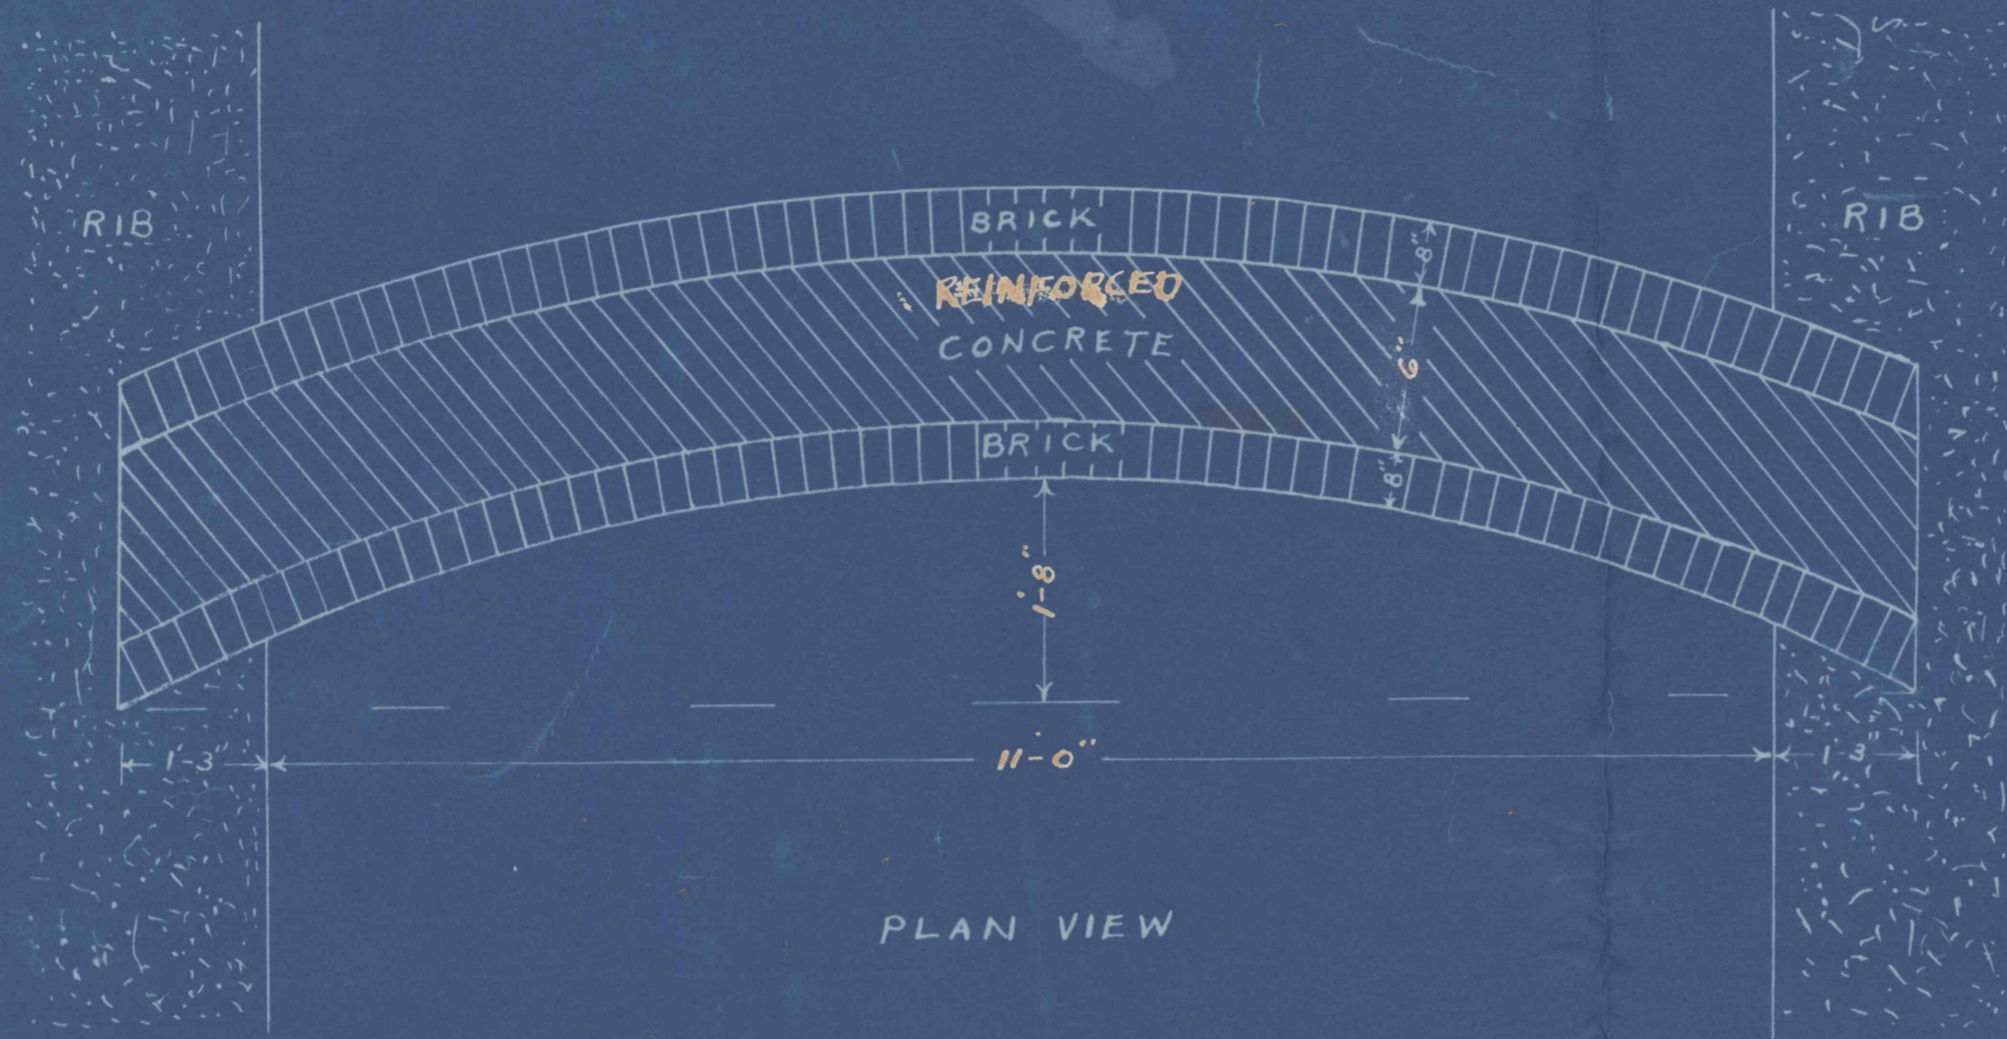 RIB
RIB
BRICK
8"
REINFORCED
CONCRETE
6"
BRICK
8"
1'-8"
1'-3"
11'-0"
1'-3"
PLAN VIEW